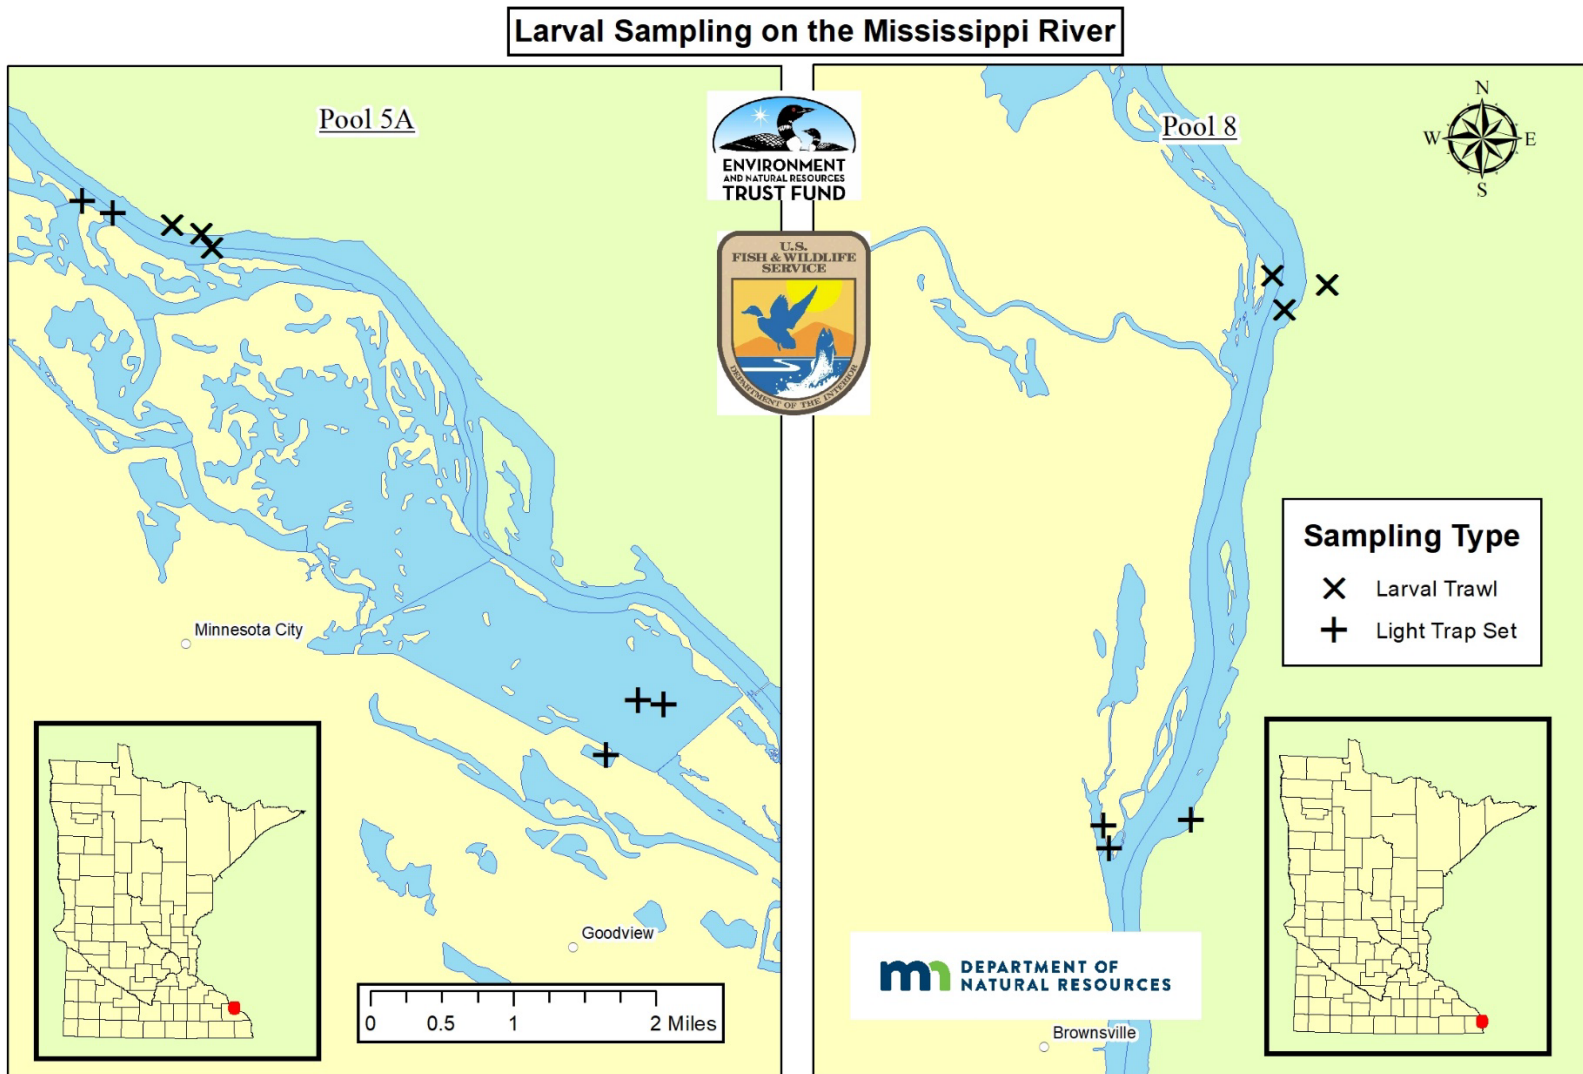 Larval Sampling on the Mississippi River
Pool 5A
ENVIRONMENT
AND NATURAL RESOURCES
TRUST FUND
U.S.
FISH & WILDLIFE
SERVICE
DEPARTMENT OF THE INTERIOR
Pool 8
N
W E
S
Sampling Type
Larval Trawl
Light Trap Set
Minnesota City
Goodview
0 0.5 1 2 Miles
mn DEPARTMENT OF
NATURAL RESOURCES
Brownsville